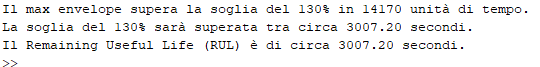 Il max envelope supera la soglia del 130% in 14170 unità di tempo.
La soglia del 130% sarà superata tra circa 3007.20 secondi.
Il Remaining Useful Life (RUL) è di circa 3007.20 secondi.
>>